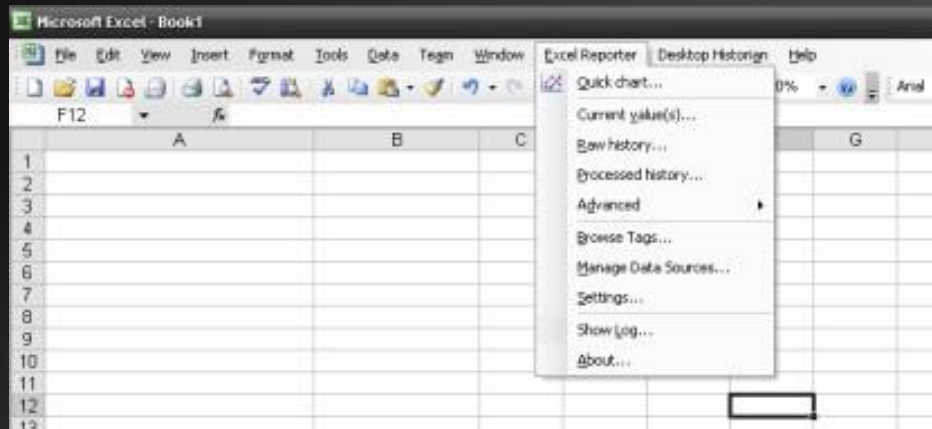 Microsoft Excel - Book1
File Edit View Insert Format Tools Data Team Window Excel Reporter Desktop Historian Help
Quick chart... 0% Arial
F12 fx Current value(s)...
A B C G
Raw history...
Processed history...
Advanced
Browse Tags...
Manage Data Sources...
Settings...
Show Log...
About...
1
2
3
4
5
6
7
8
9
10
11
12
13